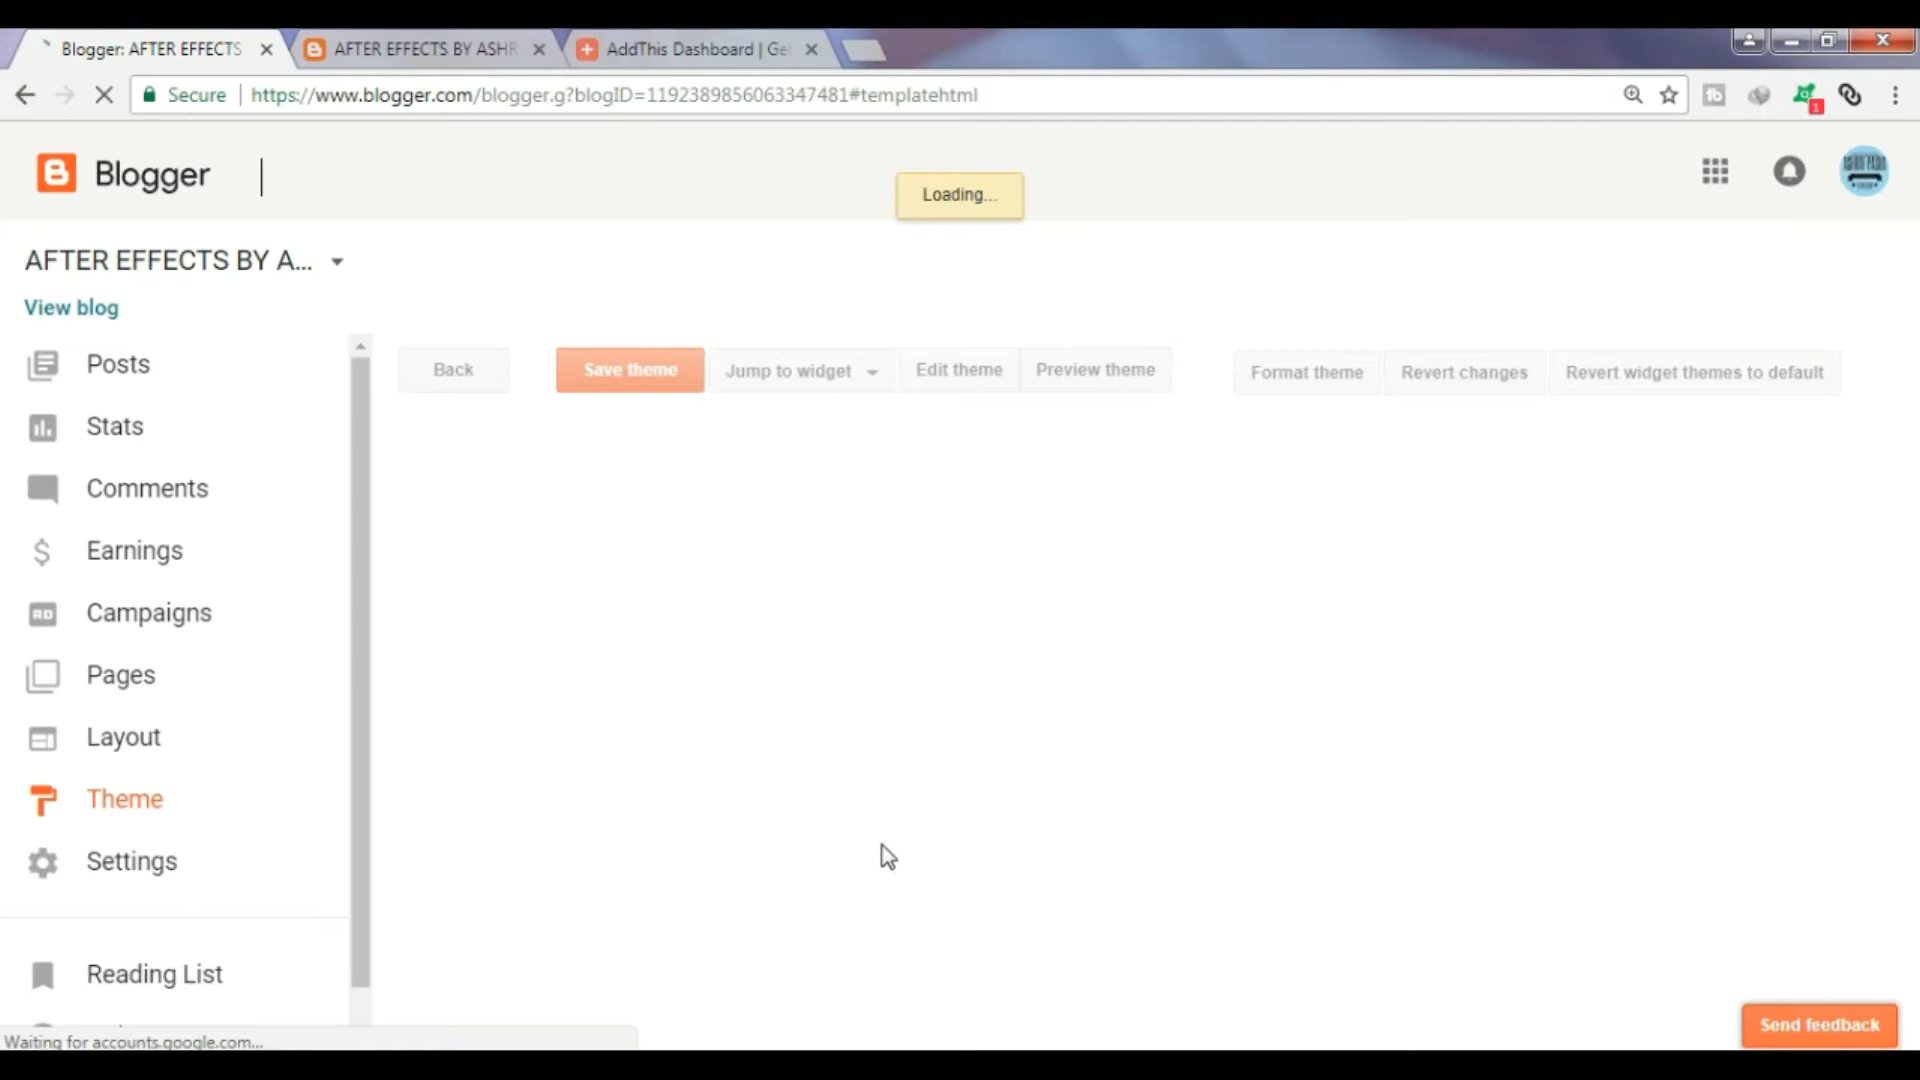 Blogger: AFTER EFFECTS
AFTER EFFECTS BY ASHR
AddThis Dashboard | Ge
Secure
https://www.blogger.com/blogger.g?blogID=1192389856063347481#templatehtml
1
Blogger
Loading...
AFTER EFFECTS BY A...
View blog
Posts
Back
Save theme
Jump to widget
Edit theme
Preview theme
Format theme
Revert changes
Revert widget themes to default
Stats
Comments
Earnings
Campaigns
Pages
Layout
Theme
Settings
Reading List
Send feedback
Waiting for accounts.google.com...